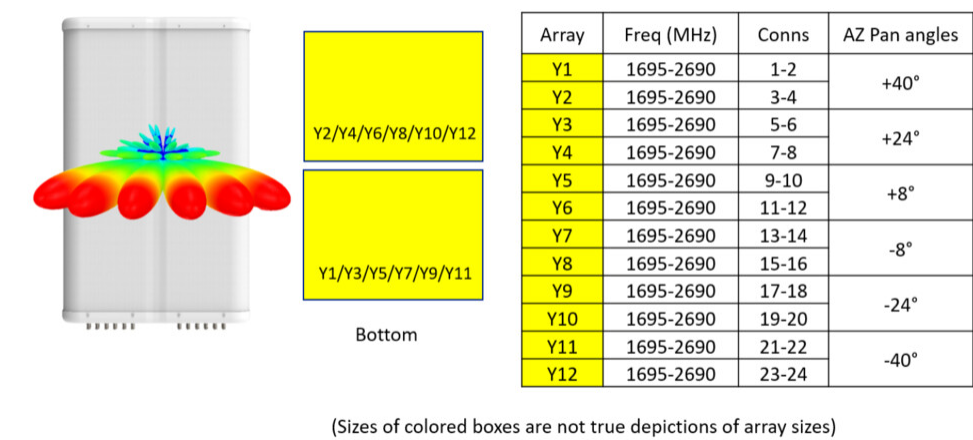 Y2/Y4/Y6/Y8/Y10/Y12
Y1/Y3/Y5/Y7/Y9/Y11
Bottom
Array Freq (MHz) Conns AZ Pan angles
Y1 1695-2690 1-2 +40°
Y2 1695-2690 3-4
Y3 1695-2690 5-6 +24°
Y4 1695-2690 7-8
Y5 1695-2690 9-10 +8°
Y6 1695-2690 11-12
Y7 1695-2690 13-14 -8°
Y8 1695-2690 15-16
Y9 1695-2690 17-18 -24°
Y10 1695-2690 19-20
Y11 1695-2690 21-22 -40°
Y12 1695-2690 23-24
(Sizes of colored boxes are not true depictions of array sizes)